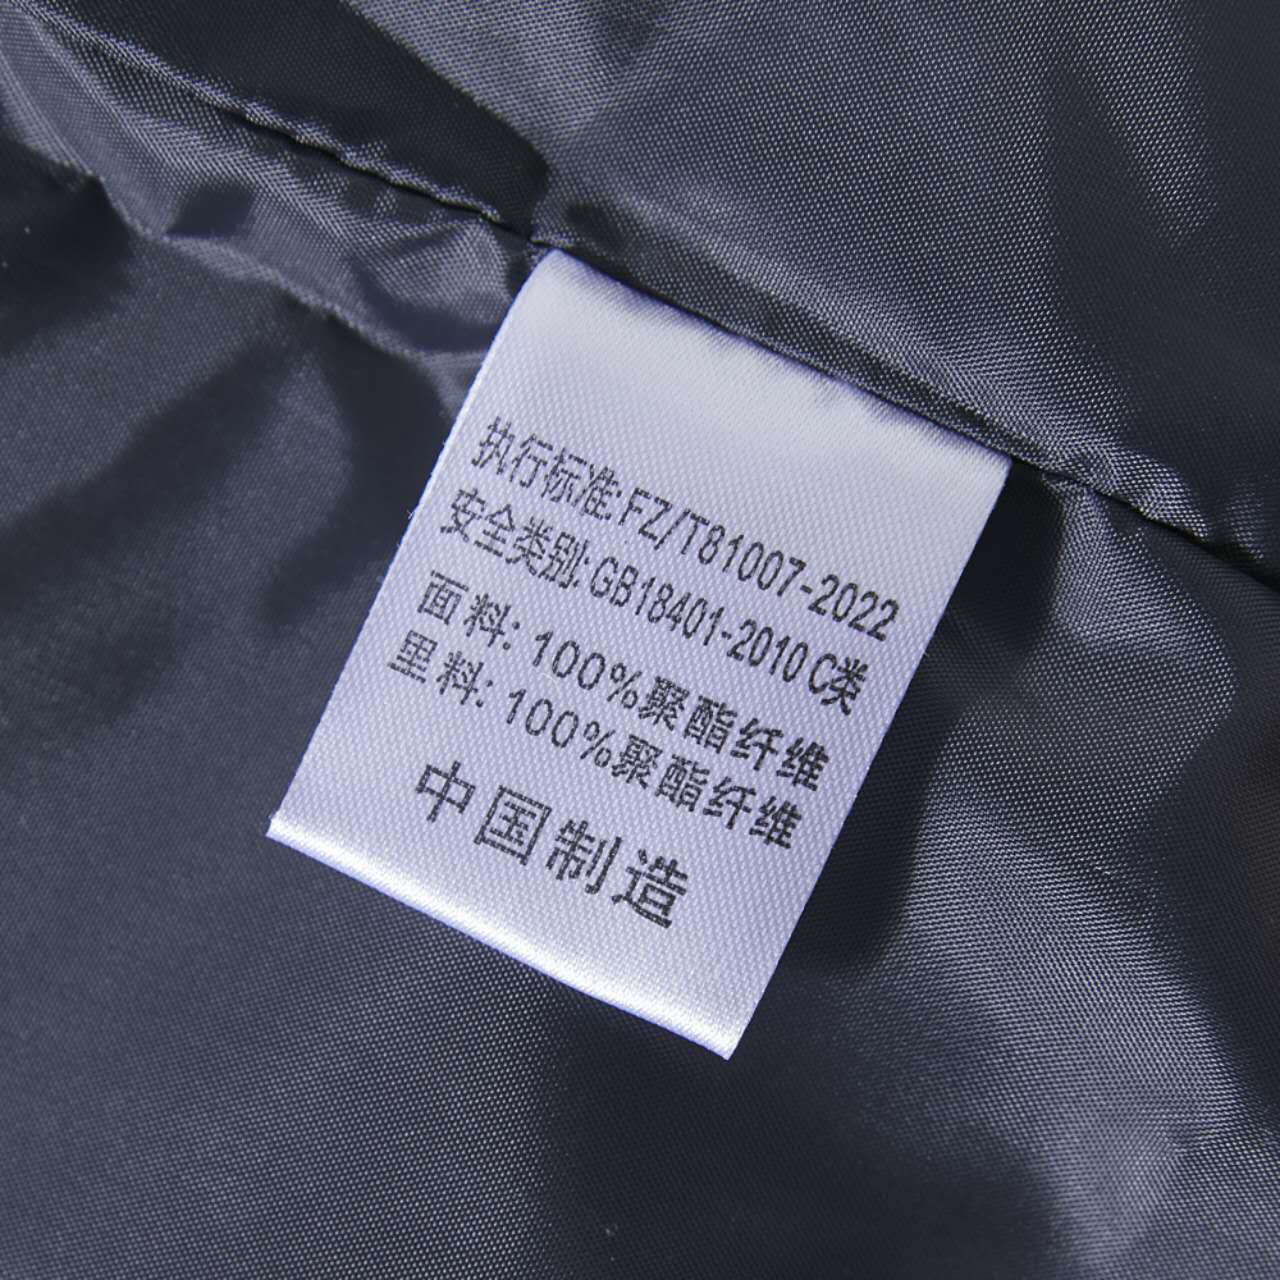 执行标准:FZ/T81007-2022
安全类别:GB18401-2010 C类
面料:100%聚酯纤维
里料:100%聚酯纤维
中国制造